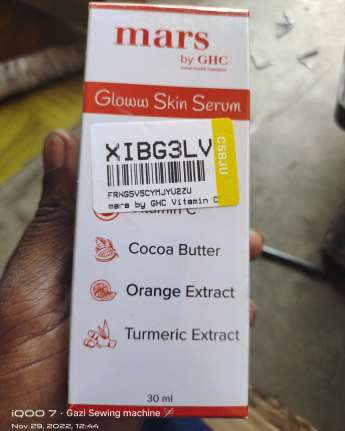 mars
by GHC
Gloww Skin Serum
XIBG3LV
C5BJU
FRNG5V5CYMJYU2ZU
mars by GHC Vitamin C
Vitamin C
Cocoa Butter
Orange Extract
Turmeric Extract
30 ml
iQOO 7 · Gazi Sewing machine
Nov 29, 2022, 12:44